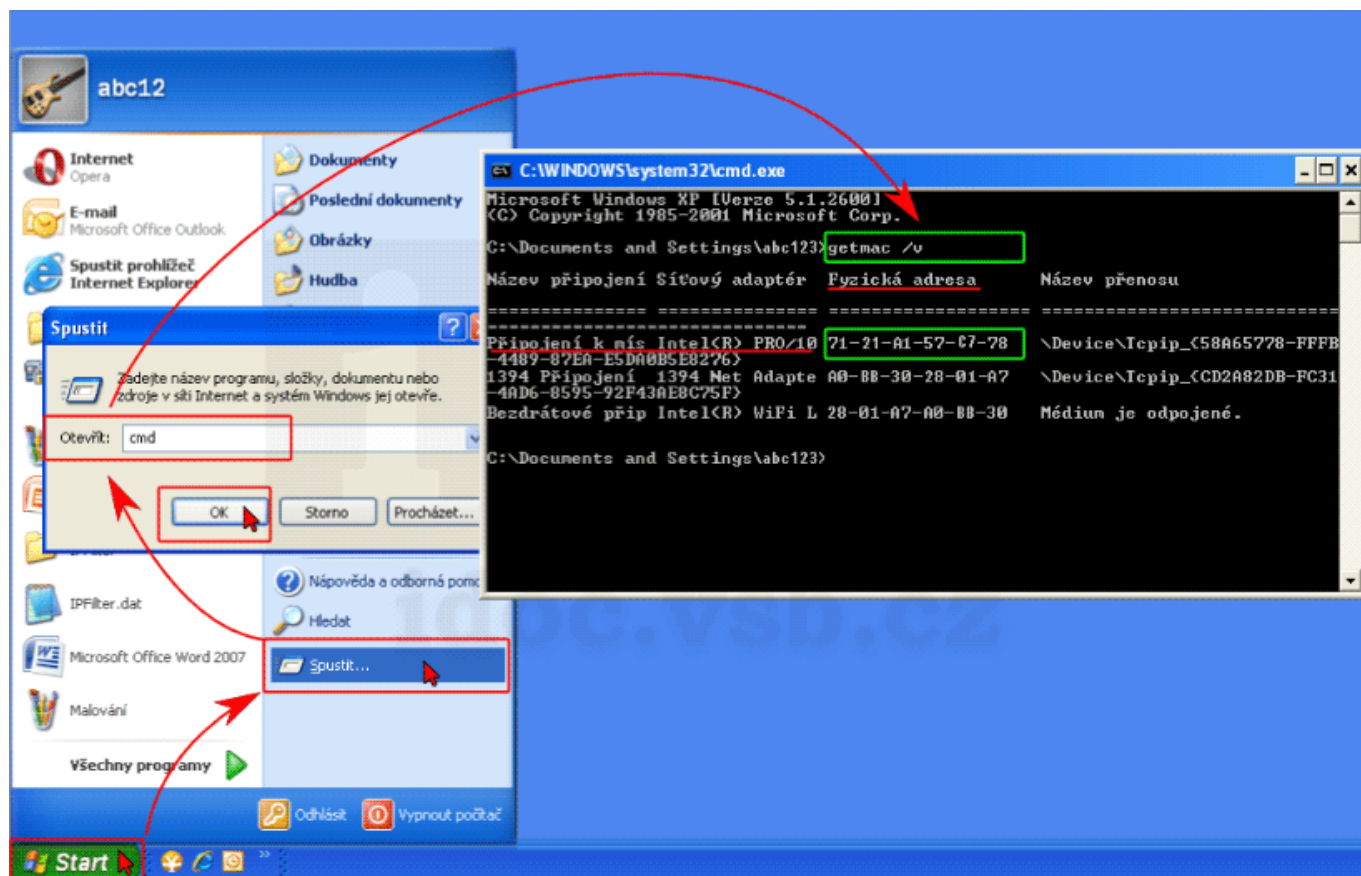 abc12
Internet
Opera
E-mail
Microsoft Office Outlook
Spustit prohlížeč
Internet Explorer
Dokumenty
Poslední dokumenty
Obrázky
Hudba
Spustit
Zadejte název programu, složky, dokumentu nebo
zdroje v síti Internet a systém Windows jej otevře.
Otevřít: cmd
OK Storno Procházet...
IPFilter.dat
Microsoft Office Word 2007
Malování
Všechny programy
Nápověda a odborná pomo
Hledat
Spustit...
Odhlásit Vypnout počítač
Start
C:\WINDOWS\system32\cmd.exe
Microsoft Windows XP [Verze 5.1.2600]
(C) Copyright 1985-2001 Microsoft Corp.
C:\Documents and Settings\abc123>getmac /v
Název připojení Síťový adaptér Fyzická adresa Název přenosu
=============== =============== =================== ==========================
==============================
Připojení k mís Intel(R) PRO/10 71-21-A1-57-C7-78 \Device\Tcpip_{58A65778-FFFB
-4489-87EA-E5DA0B5E8276}
1394 Připojení 1394 Net Adapte A0-BB-30-28-01-A7 \Device\Tcpip_{CD2A82DB-FC31
-4AD6-8595-92F43AE8C75F}
Bezdrátové přip Intel(R) WiFi L 28-01-A7-A0-BB-30 Médium je odpojené.
C:\Documents and Settings\abc123>
idoc.vsb.cz